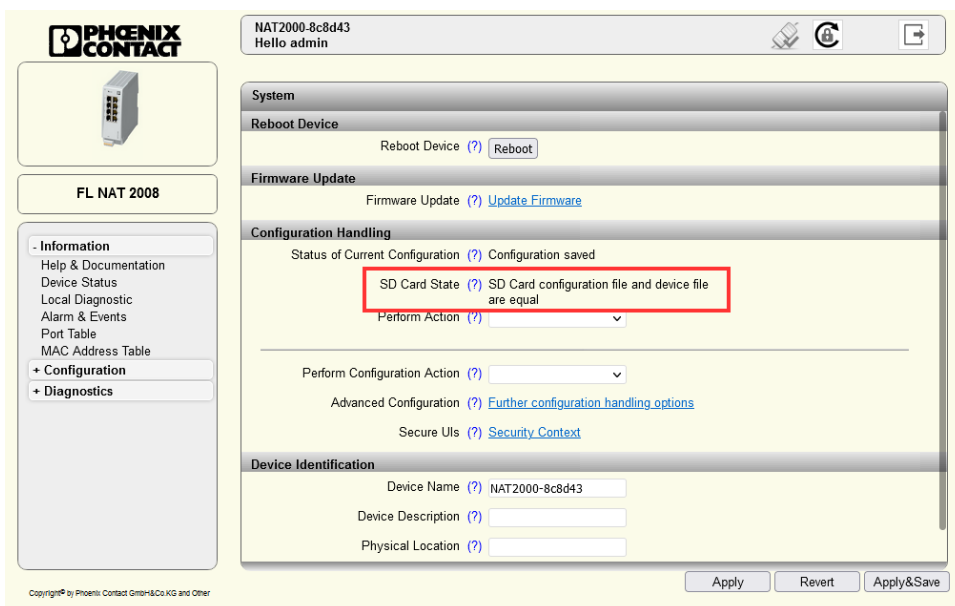 PHŒNIX
CONTACT
NAT2000-8c8d43
Hello admin
FL NAT 2008
- Information
Help & Documentation
Device Status
Local Diagnostic
Alarm & Events
Port Table
MAC Address Table
+ Configuration
+ Diagnostics
System
Reboot Device
Reboot Device (?) Reboot
Firmware Update
Firmware Update (?) Update Firmware
Configuration Handling
Status of Current Configuration (?) Configuration saved
SD Card State (?) SD Card configuration file and device file
are equal
Perform Action (?)
Perform Configuration Action (?)
Advanced Configuration (?) Further configuration handling options
Secure UIs (?) Security Context
Device Identification
Device Name (?) NAT2000-8c8d43
Device Description (?)
Physical Location (?)
Apply Revert Apply&Save
Copyright© by Phoenix Contact GmbH&Co.KG and Other